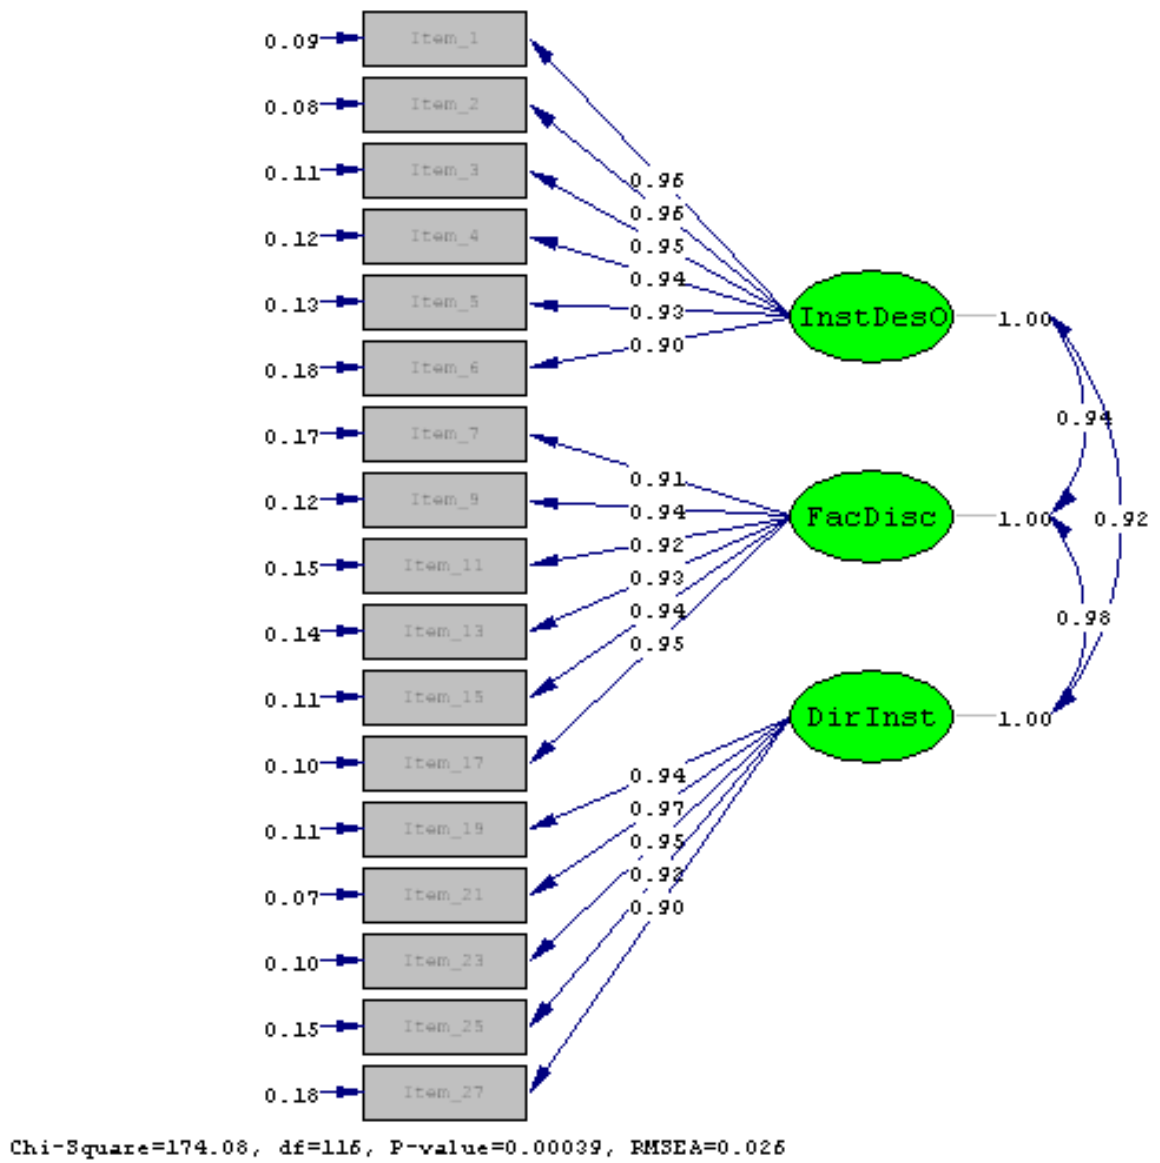 0.09 Item_1
0.08 Item_2
0.11 Item_3
0.12 Item_4
0.13 Item_5
0.18 Item_6
0.17 Item_7
0.12 Item_9
0.15 Item_11
0.14 Item_13
0.11 Item_15
0.10 Item_17
0.11 Item_19
0.07 Item_21
0.10 Item_23
0.15 Item_25
0.18 Item_27
0.96
0.96
0.95
0.94
0.93
0.90
0.91
0.94
0.92
0.93
0.94
0.95
0.94
0.97
0.95
0.92
0.90
InstDesO 1.00
FacDisc 1.00
DirInst 1.00
0.94
0.92
0.98
Chi-Square=174.08, df=116, P-value=0.00039, RMSEA=0.026